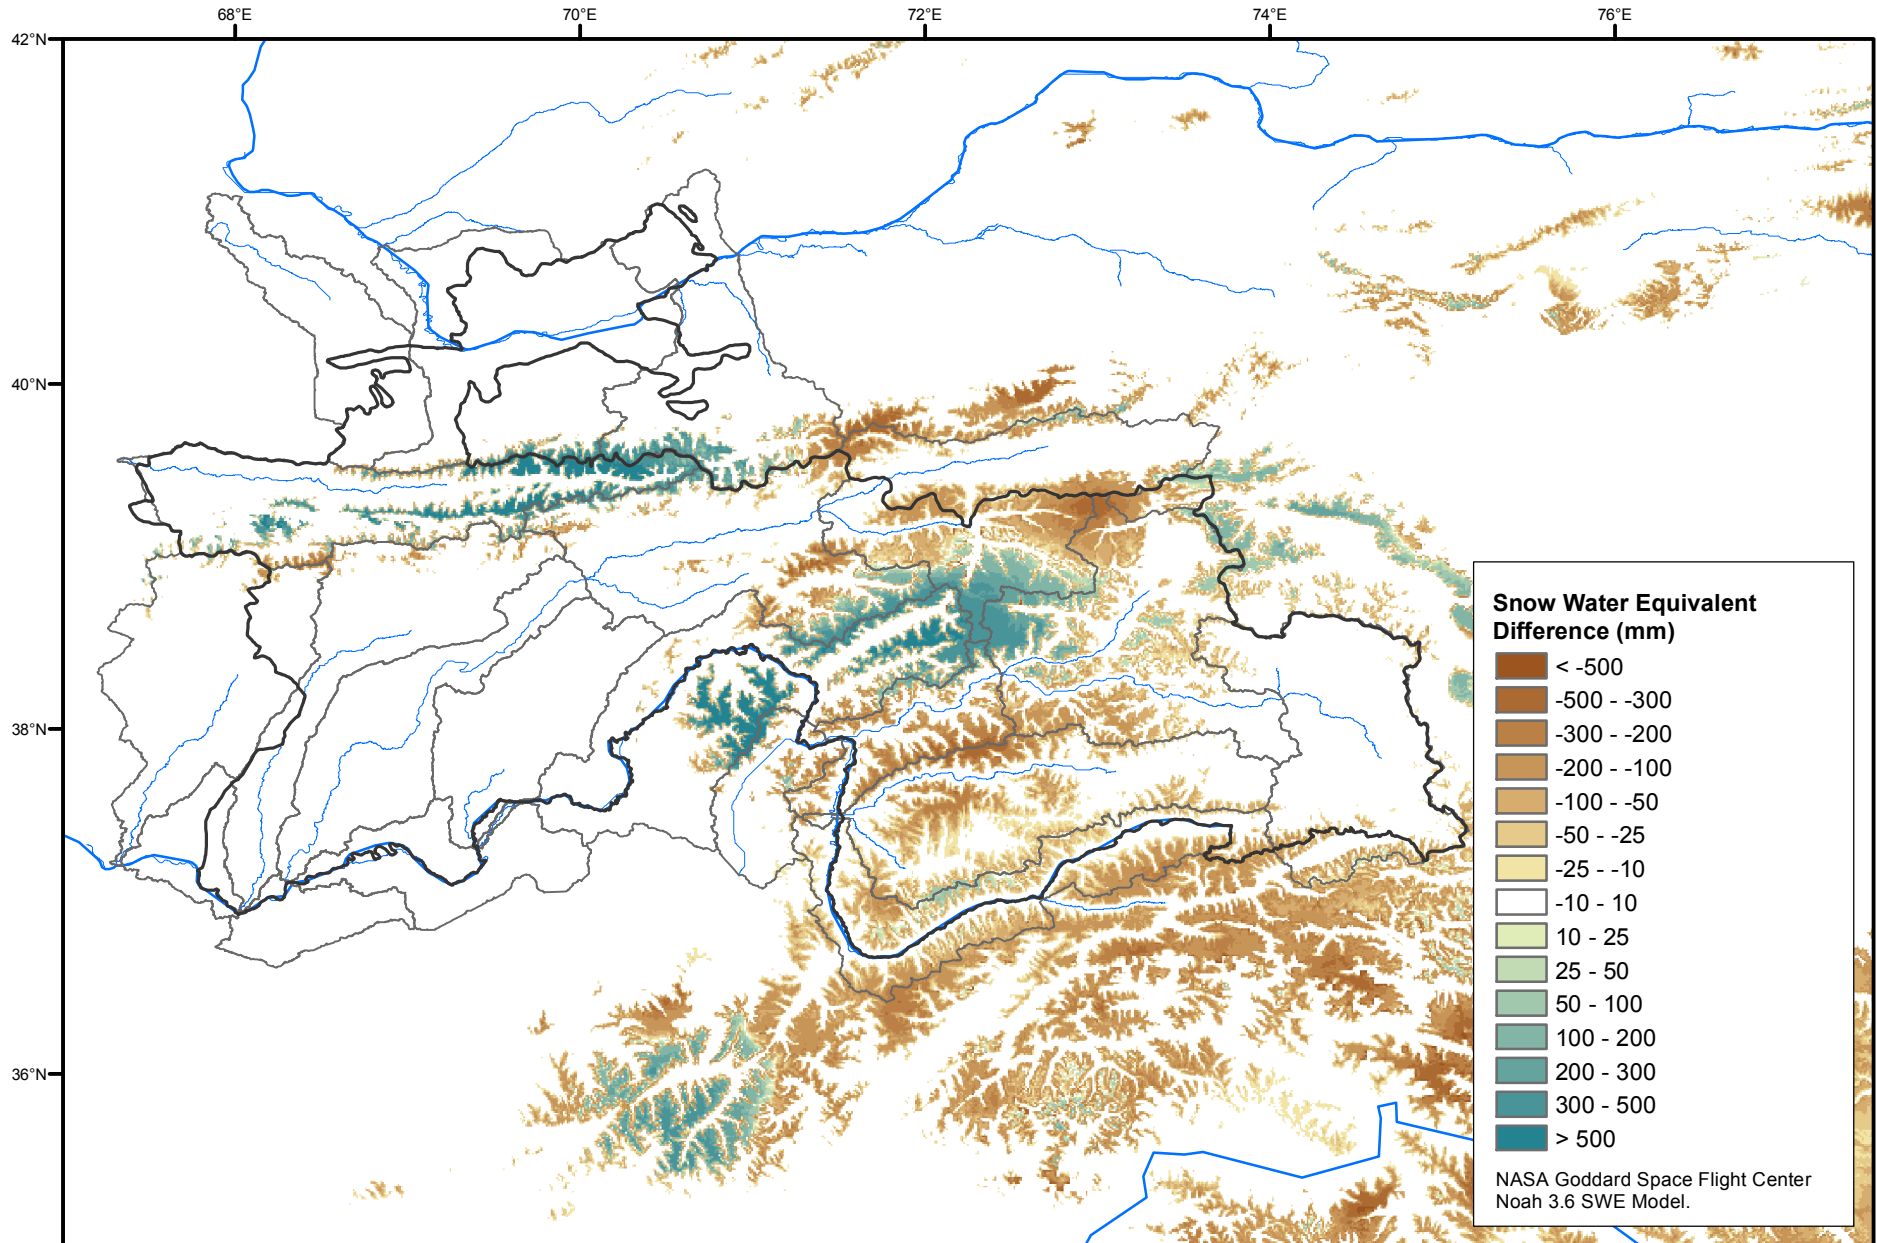 68°E 70°E 72°E 74°E 76°E
42°N
40°N
38°N
36°N
Snow Water Equivalent
Difference (mm)
< -500
-500 - -300
-300 - -200
-200 - -100
-100 - -50
-50 - -25
-25 - -10
-10 - 10
10 - 25
25 - 50
50 - 100
100 - 200
200 - 300
300 - 500
> 500
NASA Goddard Space Flight Center
Noah 3.6 SWE Model.